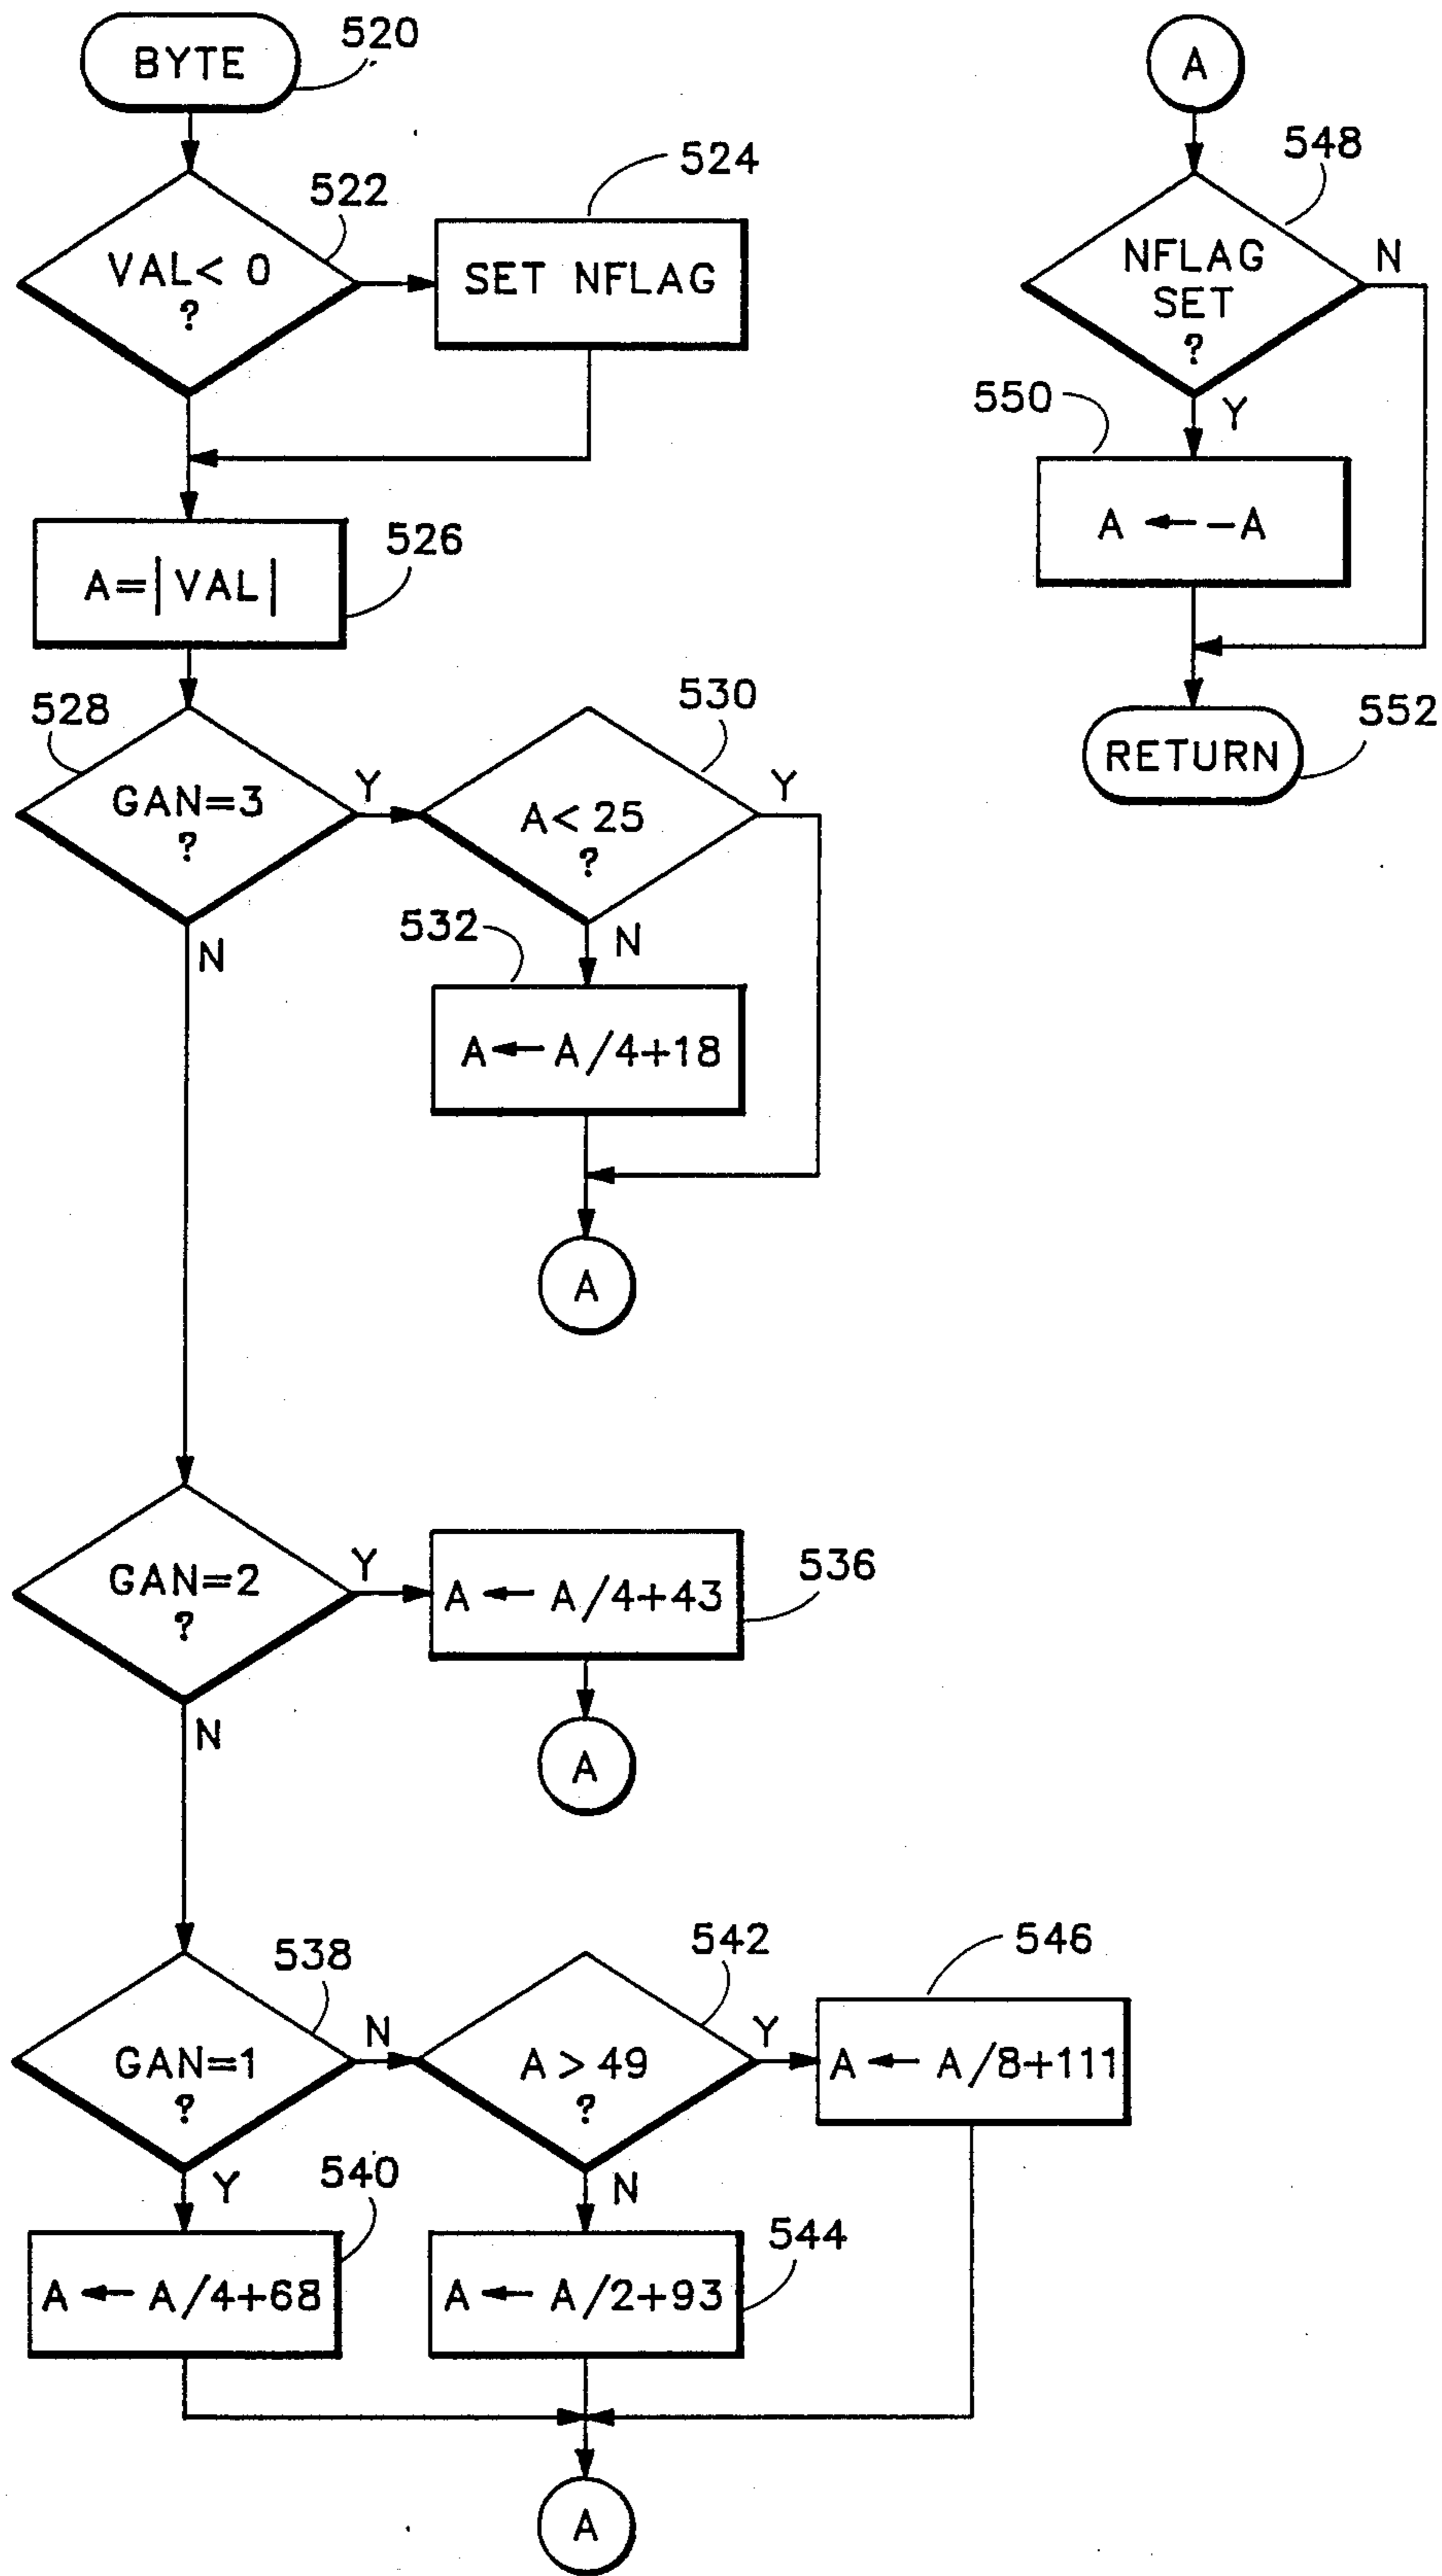 BYTE
520
VAL< 0
?
522
SET NFLAG
524
A=|VAL|
526
GAN=3
?
528
Y
N
A<25
?
530
Y
N
532
A ← A/4+18
A
GAN=2
?
Y
N
A ← A/4+43
536
A
GAN=1
?
538
N
Y
A>49
?
542
Y
N
546
A ← A/8+111
540
A ← A/4+68
544
A ← A/2+93
A
A
NFLAG
SET
?
548
N
Y
550
A ← −A
RETURN
552